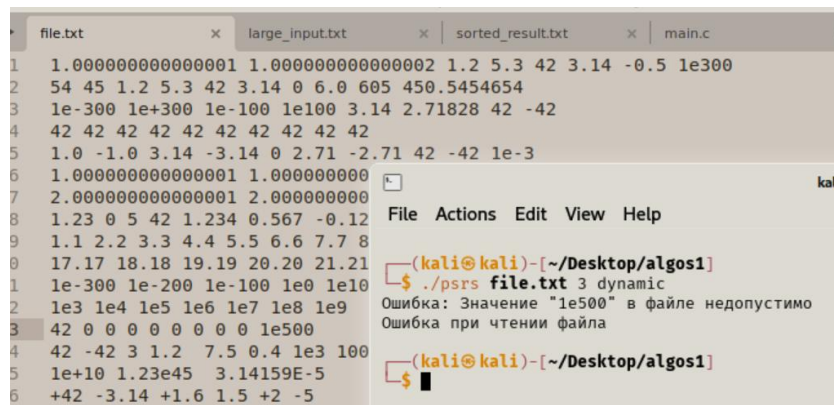 file.txt × large_input.txt × sorted_result.txt × main.c
1 1.000000000000001 1.000000000000002 1.2 5.3 42 3.14 -0.5 1e300
2 54 45 1.2 5.3 42 3.14 0 6.0 605 450.5454654
3 1e-300 1e+300 1e-100 1e100 3.14 2.71828 42 -42
4 42 42 42 42 42 42 42 42 42 42
5 1.0 -1.0 3.14 -3.14 0 2.71 -2.71 42 -42 1e-3
6 1.000000000000001 1.000000000
7 2.000000000000001 2.000000000
8 1.23 0 5 42 1.234 0.567 -0.12
9 1.1 2.2 3.3 4.4 5.5 6.6 7.7 8
0 17.17 18.18 19.19 20.20 21.21
1 1e-300 1e-200 1e-100 1e0 1e10
2 1e3 1e4 1e5 1e6 1e7 1e8 1e9
3 42 0 0 0 0 0 0 0 0 1e500
4 42 -42 3 1.2 7.5 0.4 1e3 100
5 1e+10 1.23e45 3.14159E-5
6 +42 -3.14 +1.6 1.5 +2 -5
kal
File Actions Edit View Help
┌──(kali㉿kali)-[~/Desktop/algos1]
└─$ ./psrs file.txt 3 dynamic
Ошибка: Значение "1e500" в файле недопустимо
Ошибка при чтении файла
┌──(kali㉿kali)-[~/Desktop/algos1]
└─$